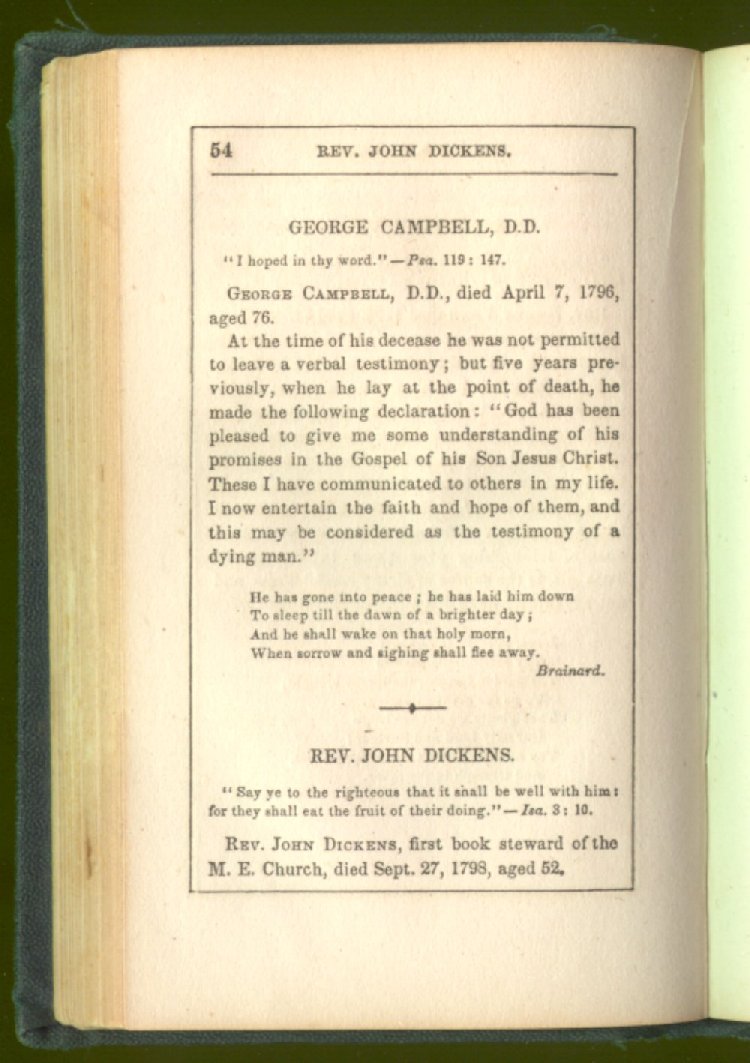 54 REV. JOHN DICKENS.
GEORGE CAMPBELL, D.D.
"I hoped in thy word."—Psa. 119: 147.
GEORGE CAMPBELL, D.D., died April 7, 1796,
aged 76.
At the time of his decease he was not permitted
to leave a verbal testimony; but five years pre-
viously, when he lay at the point of death, he
made the following declaration: "God has been
pleased to give me some understanding of his
promises in the Gospel of his Son Jesus Christ.
These I have communicated to others in my life.
I now entertain the faith and hope of them, and
this may be considered as the testimony of a
dying man."
He has gone into peace; he has laid him down
To sleep till the dawn of a brighter day;
And he shall wake on that holy morn,
When sorrow and sighing shall flee away.
Brainard.
REV. JOHN DICKENS.
"Say ye to the righteous that it shall be well with him:
for they shall eat the fruit of their doing."—Isa. 3: 10.
REV. JOHN DICKENS, first book steward of the
M. E. Church, died Sept. 27, 1798, aged 52.